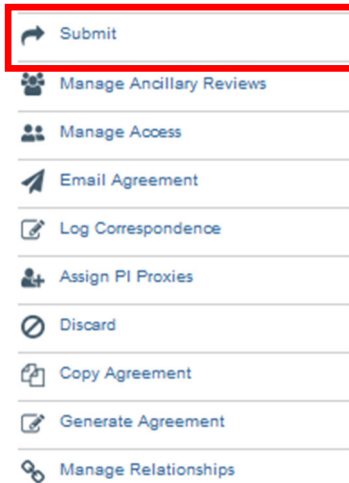 Submit
Manage Ancillary Reviews
Manage Access
Email Agreement
Log Correspondence
Assign PI Proxies
Discard
Copy Agreement
Generate Agreement
Manage Relationships